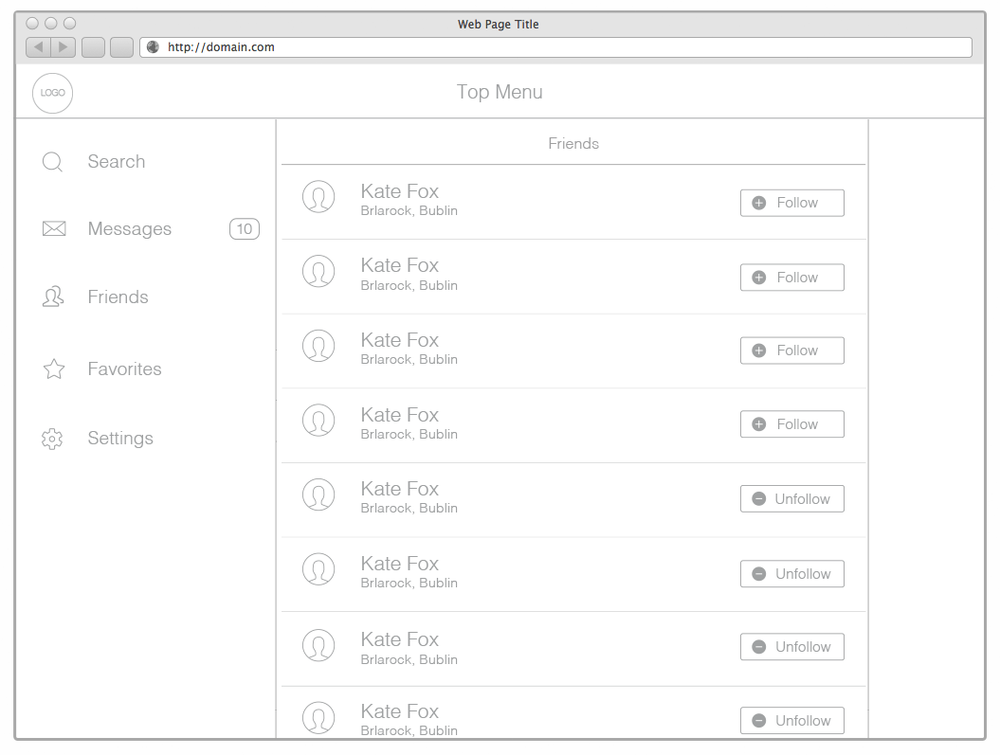 Web Page Title
http://domain.com
LOGO
Top Menu
Search
Messages 10
Friends
Favorites
Settings
Friends
Kate Fox
Brlarock, Bublin
Follow
Kate Fox
Brlarock, Bublin
Follow
Kate Fox
Brlarock, Bublin
Follow
Kate Fox
Brlarock, Bublin
Follow
Kate Fox
Brlarock, Bublin
Unfollow
Kate Fox
Brlarock, Bublin
Unfollow
Kate Fox
Brlarock, Bublin
Unfollow
Kate Fox
Brlarock, Bublin
Unfollow